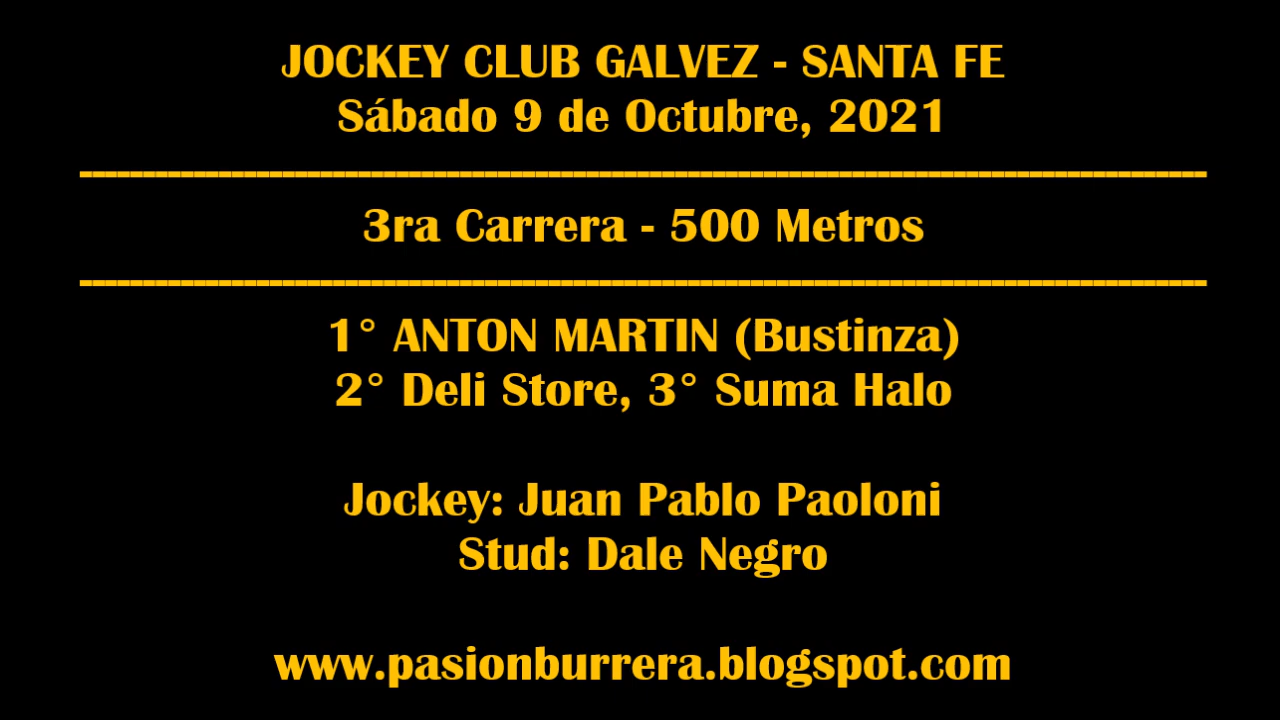 JOCKEY CLUB GALVEZ - SANTA FE
Sábado 9 de Octubre, 2021
3ra Carrera - 500 Metros
1° ANTON MARTIN (Bustinza)
2° Deli Store, 3° Suma Halo
Jockey: Juan Pablo Paoloni
Stud: Dale Negro
www.pasionburrera.blogspot.com